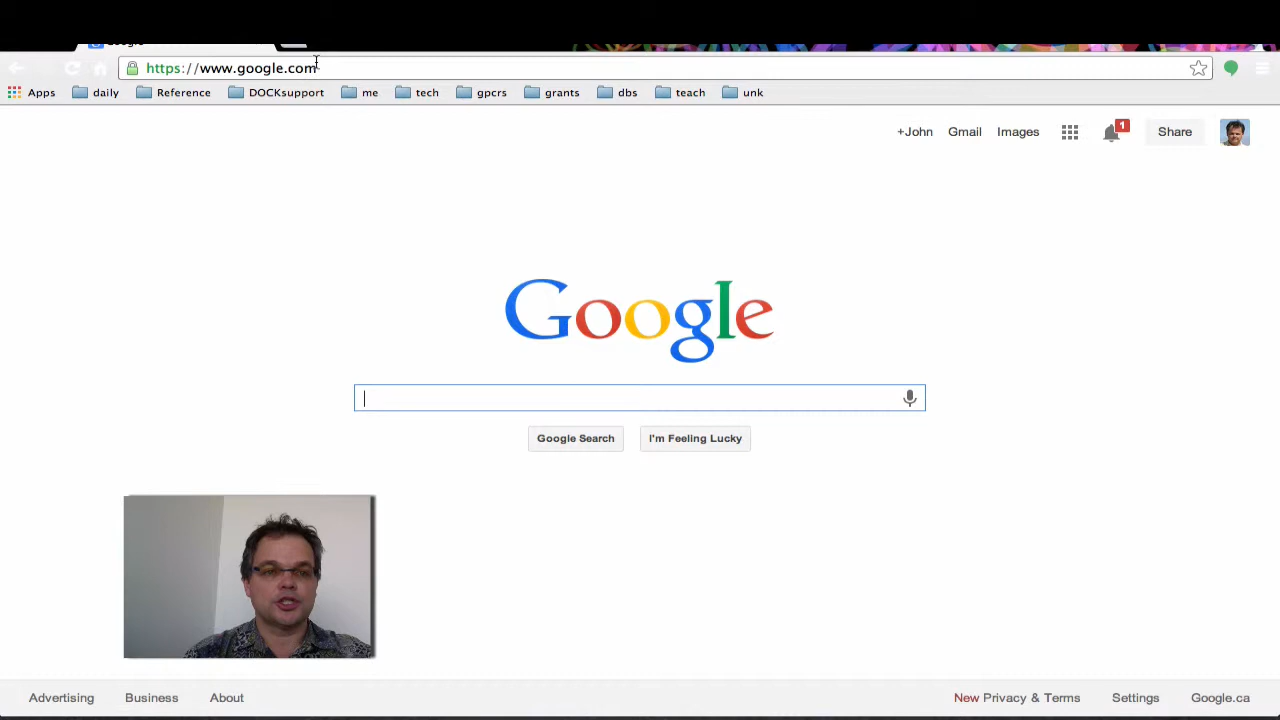 Google
https://www.google.com
Apps daily Reference DOCKsupport me tech gpcrs grants dbs teach unk
+John Gmail Images 1 Share
Google
Google Search I'm Feeling Lucky
Advertising Business About New Privacy & Terms Settings Google.ca